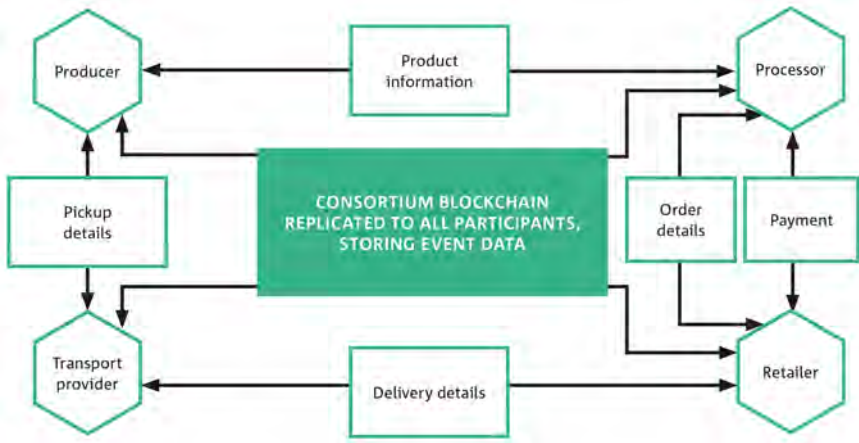 Producer
Product
information
Processor
CONSORTIUM BLOCKCHAIN
REPLICATED TO ALL PARTICIPANTS,
STORING EVENT DATA
Pickup
details
Order
details
Payment
Transport
provider
Delivery details
Retailer